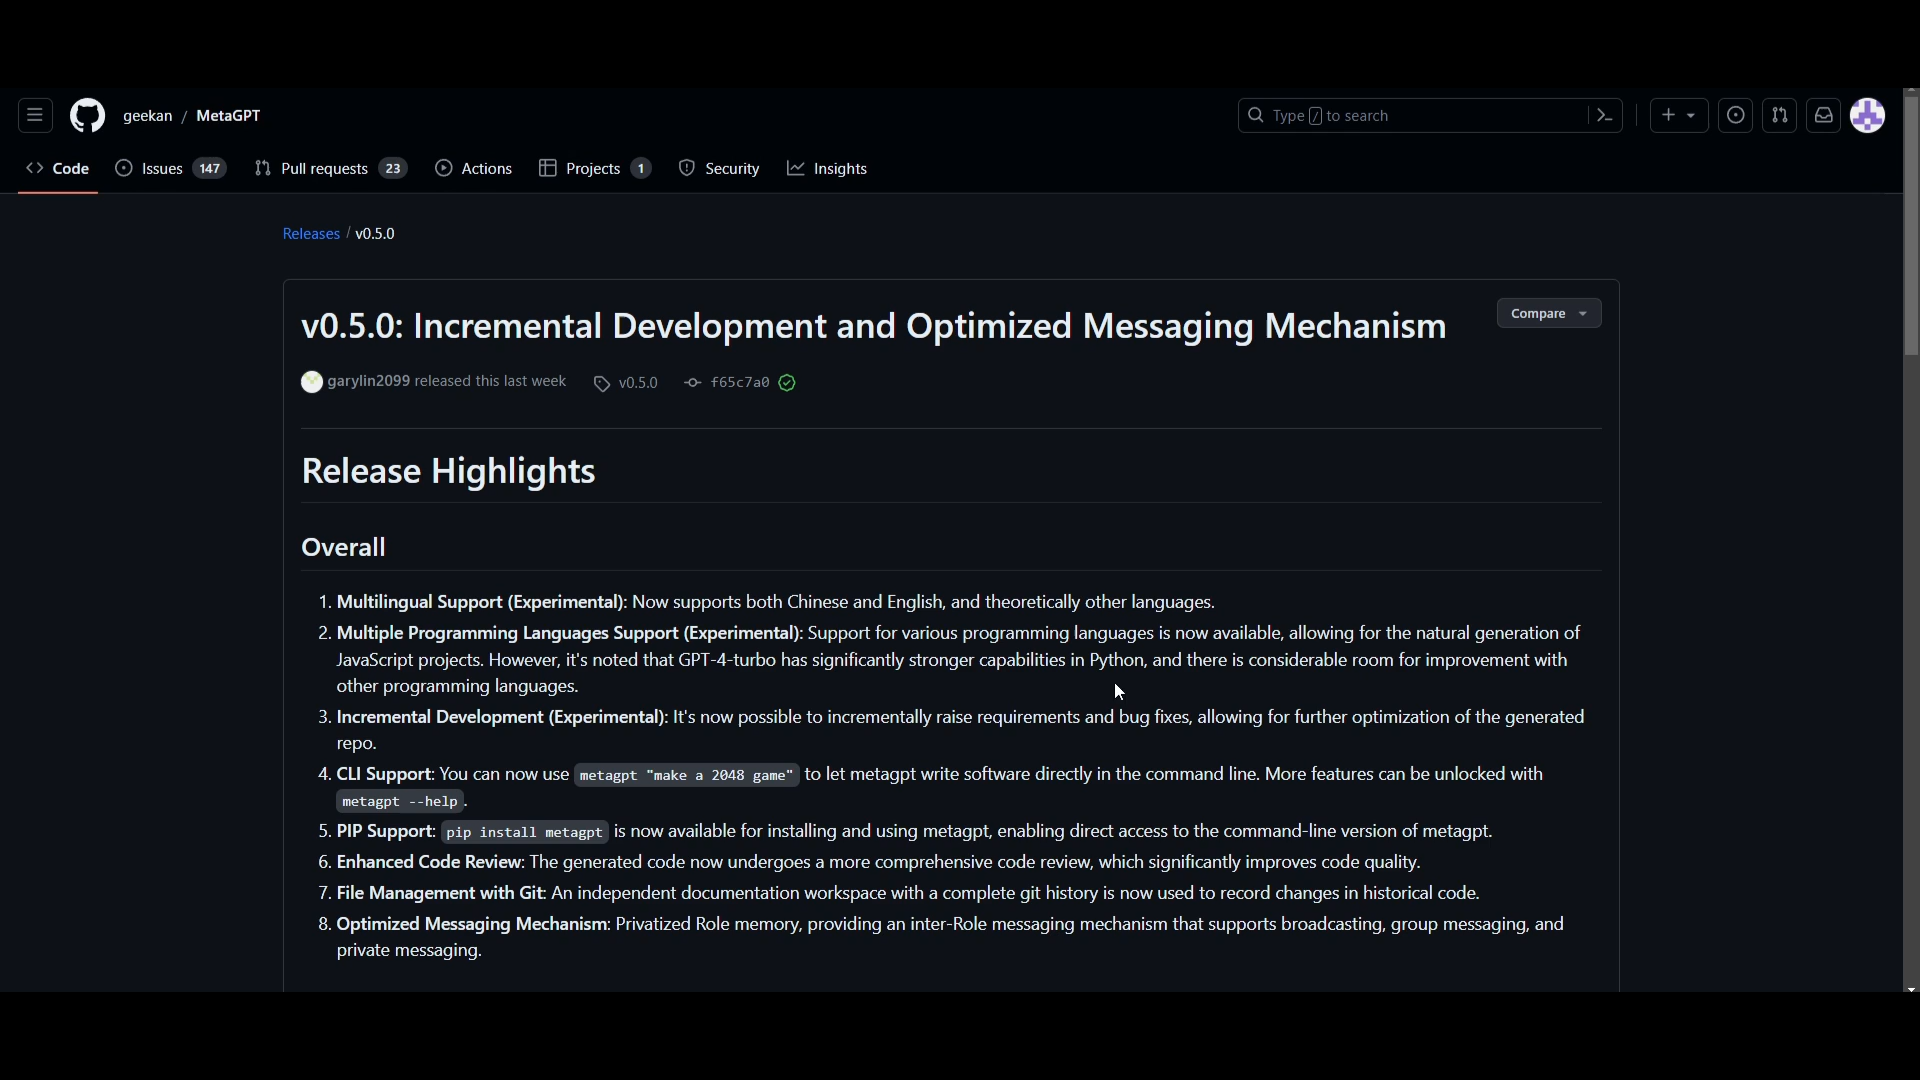 geekan / MetaGPT
Type / to search
Code Issues 147 Pull requests 23 Actions Projects 1 Security Insights
Releases / v0.5.0
v0.5.0: Incremental Development and Optimized Messaging Mechanism
Compare
garylin2099 released this last week v0.5.0 f65c7a0
Release Highlights
Overall
1. Multilingual Support (Experimental): Now supports both Chinese and English, and theoretically other languages.
2. Multiple Programming Languages Support (Experimental): Support for various programming languages is now available, allowing for the natural generation of
JavaScript projects. However, it's noted that GPT-4-turbo has significantly stronger capabilities in Python, and there is considerable room for improvement with
other programming languages.
3. Incremental Development (Experimental): It's now possible to incrementally raise requirements and bug fixes, allowing for further optimization of the generated
repo.
4. CLI Support: You can now use metagpt "make a 2048 game" to let metagpt write software directly in the command line. More features can be unlocked with
metagpt --help.
5. PIP Support: pip install metagpt is now available for installing and using metagpt, enabling direct access to the command-line version of metagpt.
6. Enhanced Code Review: The generated code now undergoes a more comprehensive code review, which significantly improves code quality.
7. File Management with Git: An independent documentation workspace with a complete git history is now used to record changes in historical code.
8. Optimized Messaging Mechanism: Privatized Role memory, providing an inter-Role messaging mechanism that supports broadcasting, group messaging, and
private messaging.